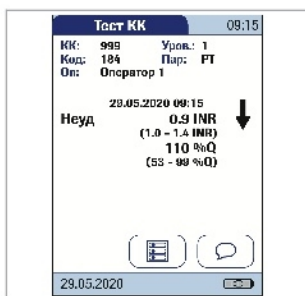 Тест КК 09:15
КК: 999 Уров.: 1
Код: 184 Пар: PT
Оп: Оператор 1
29.05.2020 09:15
Неуд 0.9 INR
(1.0 - 1.4 INR)
110 %Q
(53 - 99 %Q)
29.05.2020